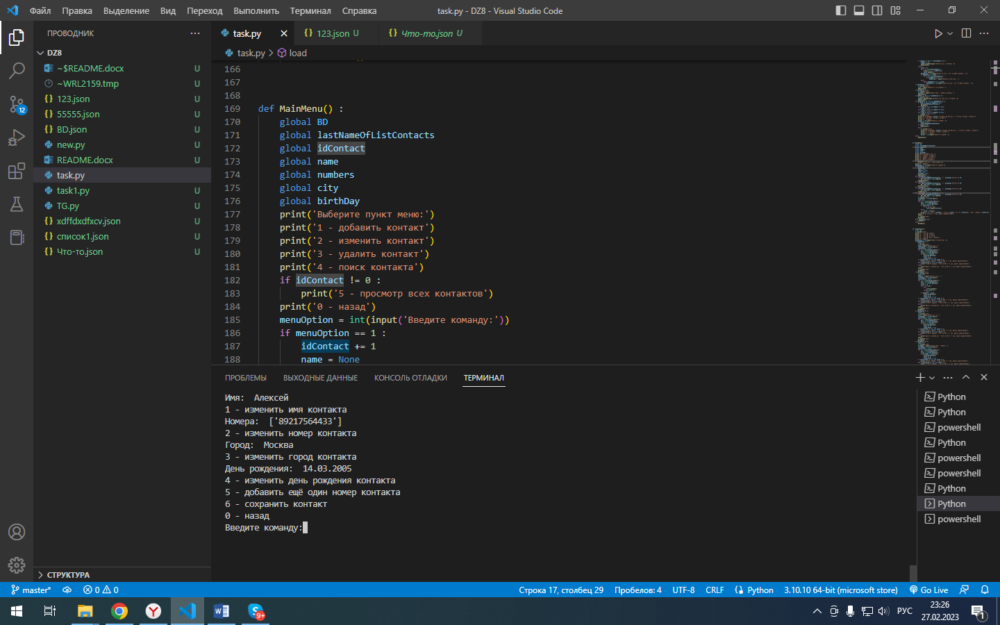 Файл Правка Выделение Вид Переход Выполнить Терминал Справка
task.py - DZ8 - Visual Studio Code
ПРОВОДНИК
DZ8
~$README.docx U
~WRL2159.tmp U
123.json U
55555.json U
BD.json U
new.py U
README.docx U
task.py
task1.py U
TG.py U
xdffdxdfxcv.json U
список1.json U
Что-то.json U
СТРУКТУРА
12
task.py
123.json U
Что-то.json U
task.py > load
166
167
168
169 def MainMenu() :
170 global BD
171 global lastNameOfListContacts
172 global idContact
173 global name
174 global numbers
175 global city
176 global birthDay
177 print('Выберите пункт меню:')
178 print('1 - добавить контакт')
179 print('2 - изменить контакт')
180 print('3 - удалить контакт')
181 print('4 - поиск контакта')
182 if idContact != 0 :
183 print('5 - просмотр всех контактов')
184 print('0 - назад')
185 menuOption = int(input('Введите команду:'))
186 if menuOption == 1 :
187 idContact += 1
188 name = None
ПРОБЛЕМЫ ВЫХОДНЫЕ ДАННЫЕ КОНСОЛЬ ОТЛАДКИ ТЕРМИНАЛ
Имя: Алексей
1 - изменить имя контакта
Номера: ['89217564433']
2 - изменить номер контакта
Город: Москва
3 - изменить город контакта
День рождения: 14.03.2005
4 - изменить день рождения контакта
5 - добавить ещё один номер контакта
6 - сохранить контакт
0 - назад
Введите команду:
Python
Python
powershell
Python
powershell
powershell
Python
Python
powershell
master* 0 0
Строка 17, столбец 29 Пробелов: 4 UTF-8 CRLF Python 3.10.10 64-bit (microsoft store) Go Live
9+
РУС
23:26
27.02.2023
1